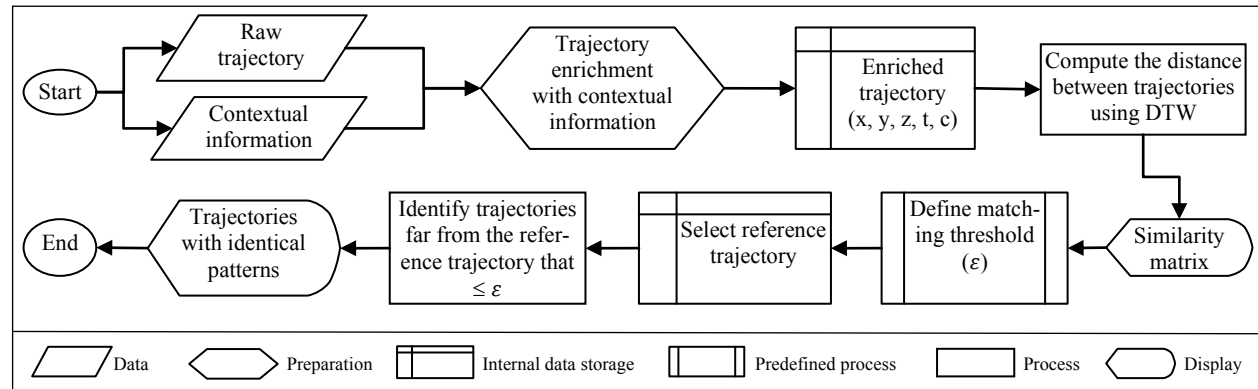 Start
Raw
trajectory
Contextual
information
Trajectory
enrichment
with contextual
information
Enriched
trajectory
(x, y, z, t, c)
Compute the distance
between trajectories
using DTW
Similarity
matrix
Define match-
ing threshold
(ε)
Select reference
trajectory
Identify trajectories
far from the refer-
ence trajectory that
≤ ε
Trajectories
with identical
patterns
End
Data
Preparation
Internal data storage
Predefined process
Process
Display